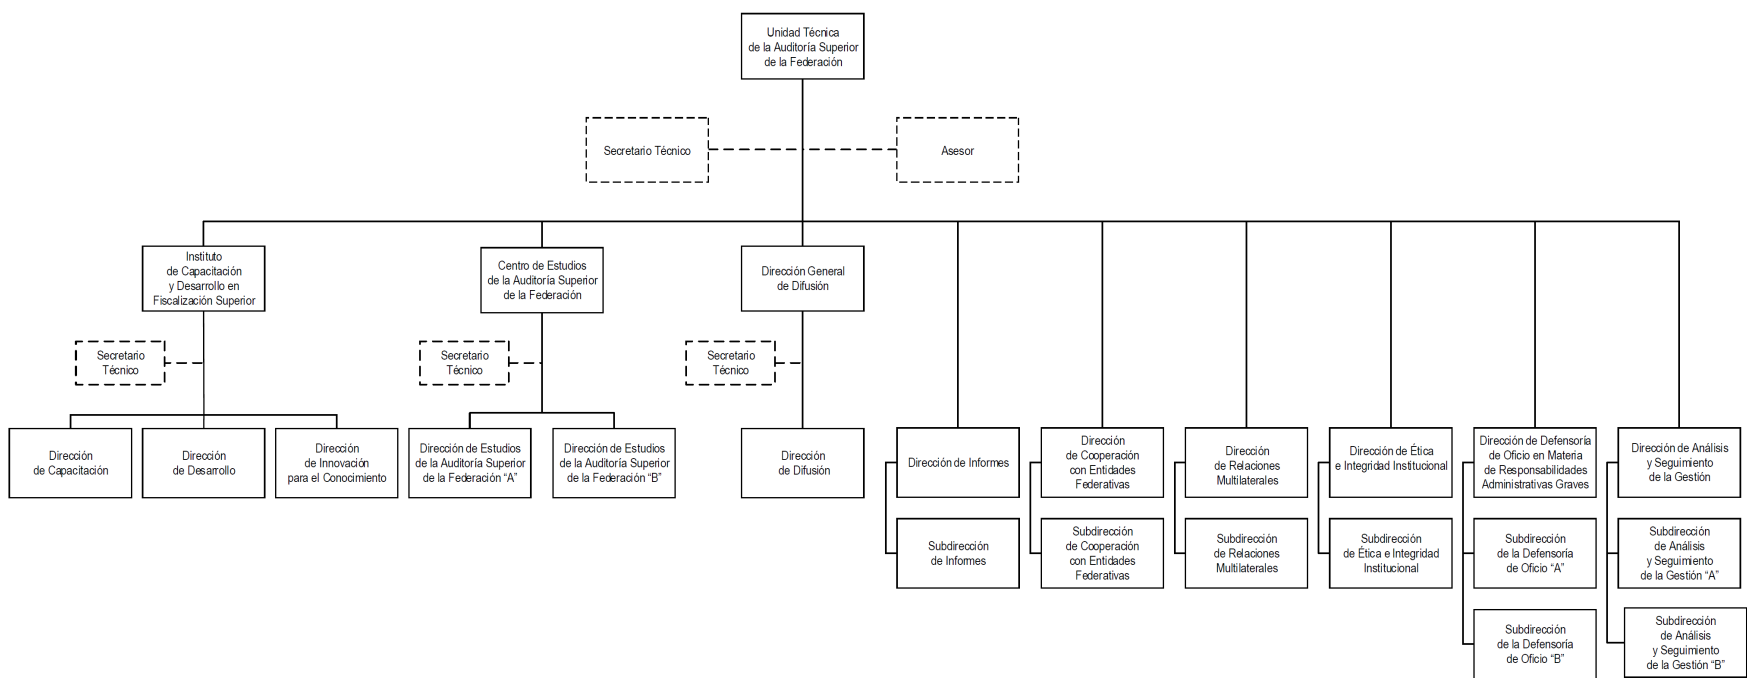 Unidad Técnica
de la Auditoría Superior
de la Federación
Secretario Técnico
Asesor
Instituto
de Capacitación
y Desarrollo en
Fiscalización Superior
Centro de Estudios
de la Auditoría Superior
de la Federación
Dirección General
de Difusión
Secretario
Técnico
Secretario
Técnico
Secretario
Técnico
Dirección
de Capacitación
Dirección
de Desarrollo
Dirección
de Innovación
para el Conocimiento
Dirección de Estudios
de la Auditoría Superior
de la Federación “A”
Dirección de Estudios
de la Auditoría Superior
de la Federación “B”
Dirección
de Difusión
Dirección de Informes
Dirección
de Cooperación
con Entidades
Federativas
Dirección
de Relaciones
Multilaterales
Dirección de Ética
e Integridad Institucional
Dirección de Defensoría
de Oficio en Materia
de Responsabilidades
Administrativas Graves
Dirección de Análisis
y Seguimiento
de la Gestión
Subdirección
de Informes
Subdirección
de Cooperación
con Entidades
Federativas
Subdirección
de Relaciones
Multilaterales
Subdirección
de Ética e Integridad
Institucional
Subdirección
de la Defensoría
de Oficio “A”
Subdirección
de Análisis
y Seguimiento
de la Gestión “A”
Subdirección
de la Defensoría
de Oficio “B”
Subdirección
de Análisis
y Seguimiento
de la Gestión “B”